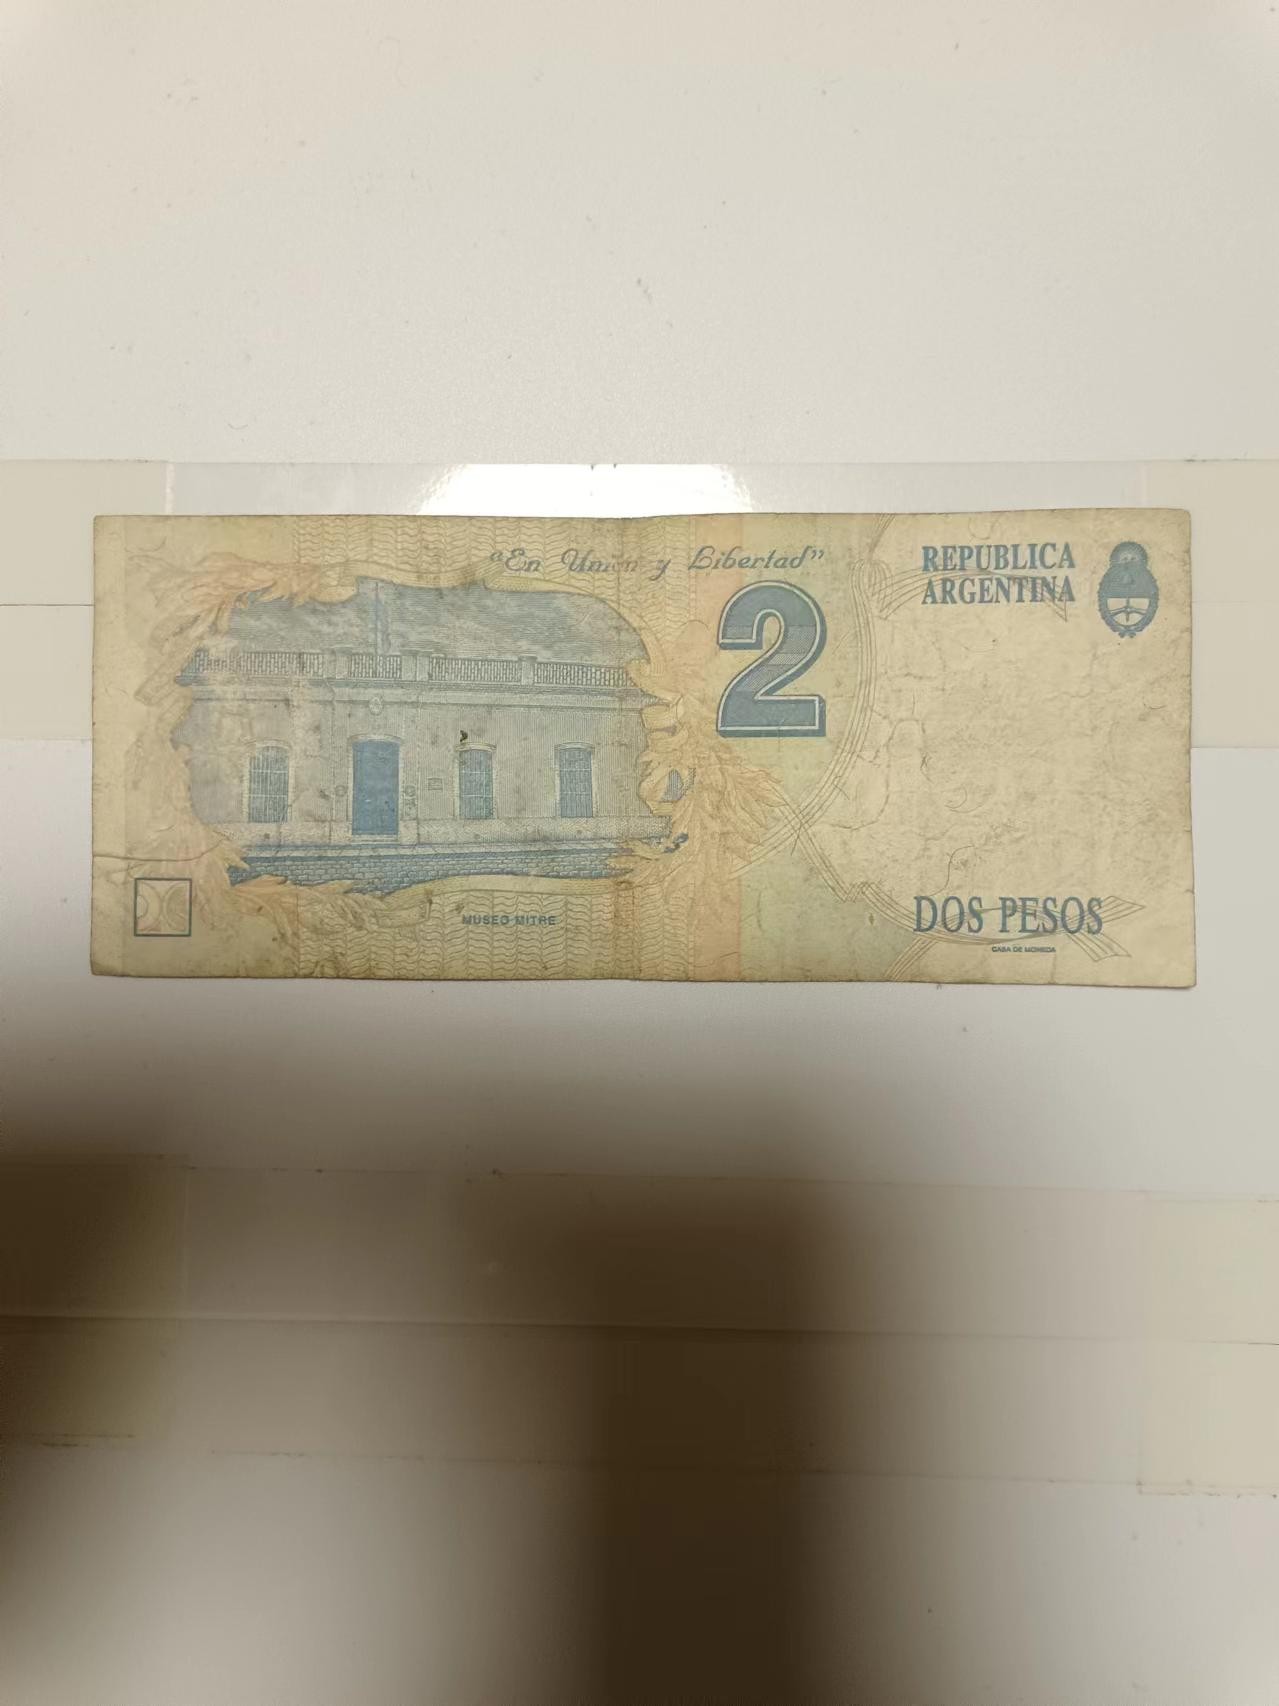 "En Unión y Libertad"
2
REPUBLICA
ARGENTINA
MUSEO MITRE
DOS PESOS
CASA DE MONEDA